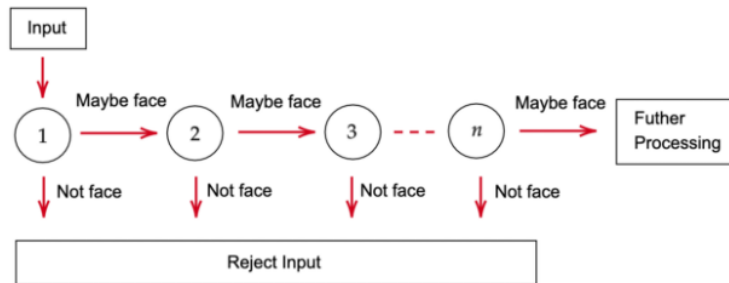 Input
Maybe face
Maybe face
Maybe face
1
2
3
n
Futher
Processing
Not face
Not face
Not face
Not face
Reject Input